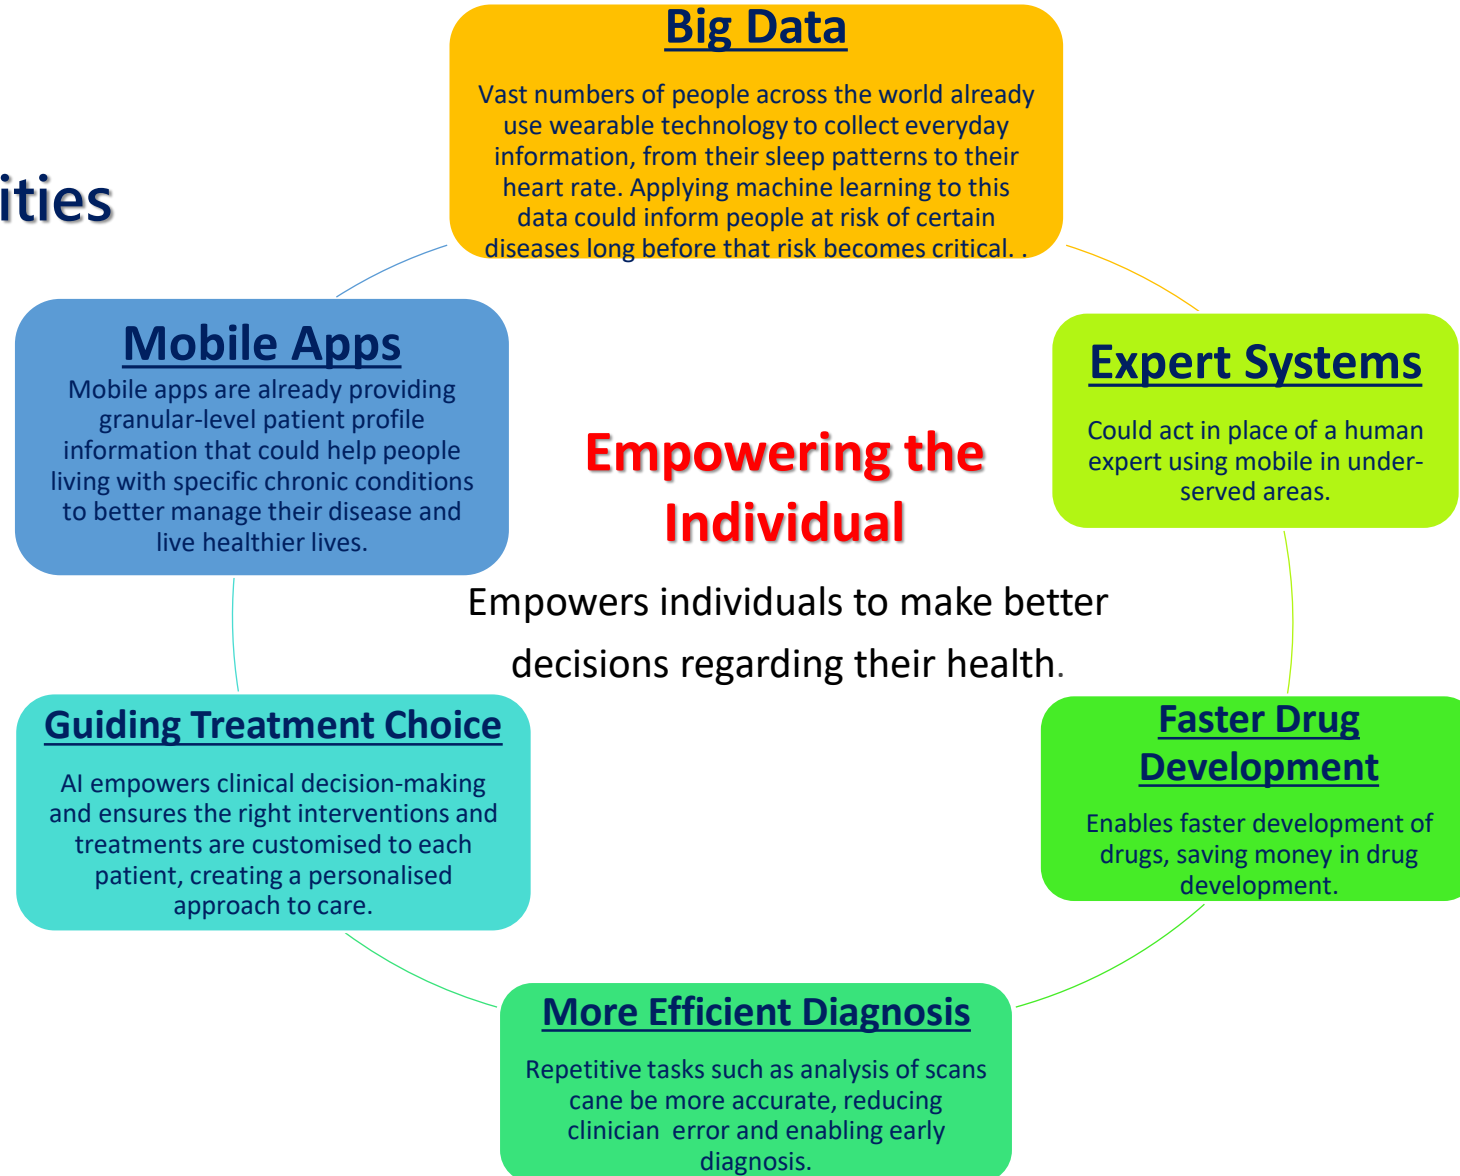 ities
Big Data
Vast numbers of people across the world already
use wearable technology to collect everyday
information, from their sleep patterns to their
heart rate. Applying machine learning to this
data could inform people at risk of certain
diseases long before that risk becomes critical. .
Expert Systems
Could act in place of a human
expert using mobile in under-
served areas.
Faster Drug
Development
Enables faster development of
drugs, saving money in drug
development.
More Efficient Diagnosis
Repetitive tasks such as analysis of scans
cane be more accurate, reducing
clinician error and enabling early
diagnosis.
Guiding Treatment Choice
AI empowers clinical decision-making
and ensures the right interventions and
treatments are customised to each
patient, creating a personalised
approach to care.
Mobile Apps
Mobile apps are already providing
granular-level patient profile
information that could help people
living with specific chronic conditions
to better manage their disease and
live healthier lives.
Empowering the
Individual
Empowers individuals to make better
decisions regarding their health.